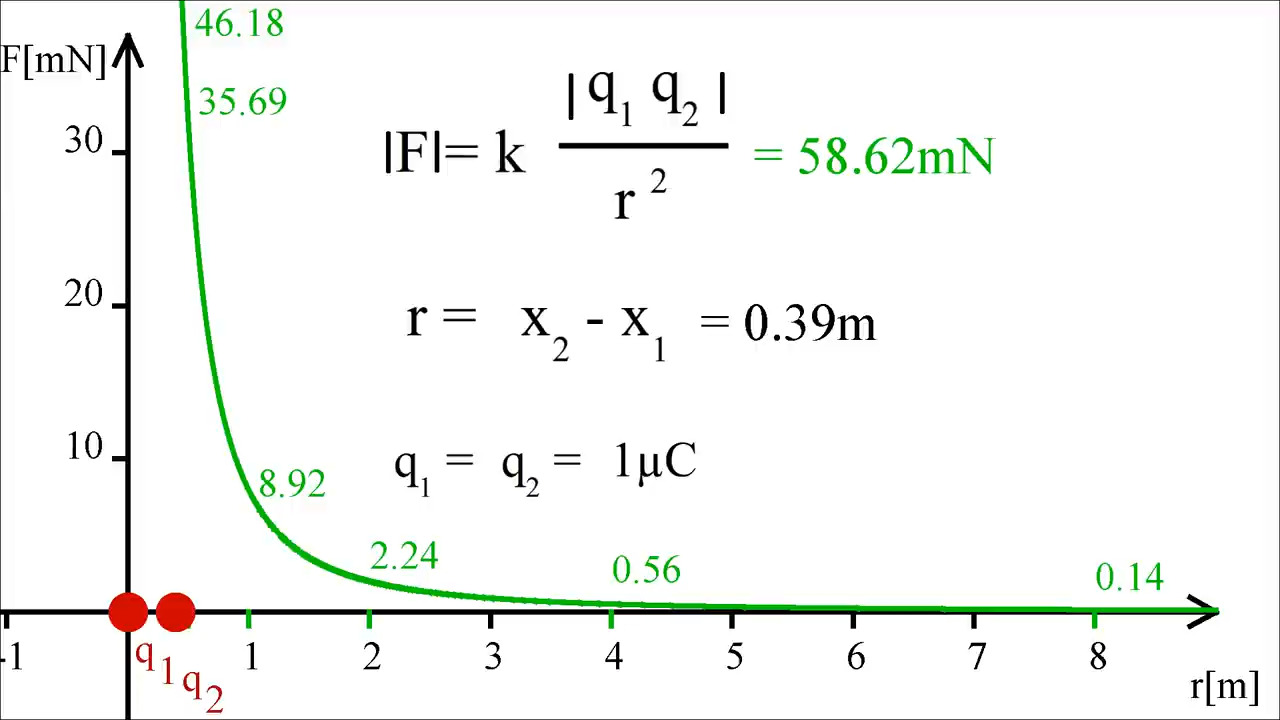 46.18
F[mN]
35.69
30
|F|= k |q1 q2| / r 2 = 58.62mN
20
r = x2 - x1 = 0.39m
10
q1 = q2 = 1µC
8.92
2.24
0.56
0.14
-1 1 2 3 4 5 6 7 8
q1 q2
r[m]